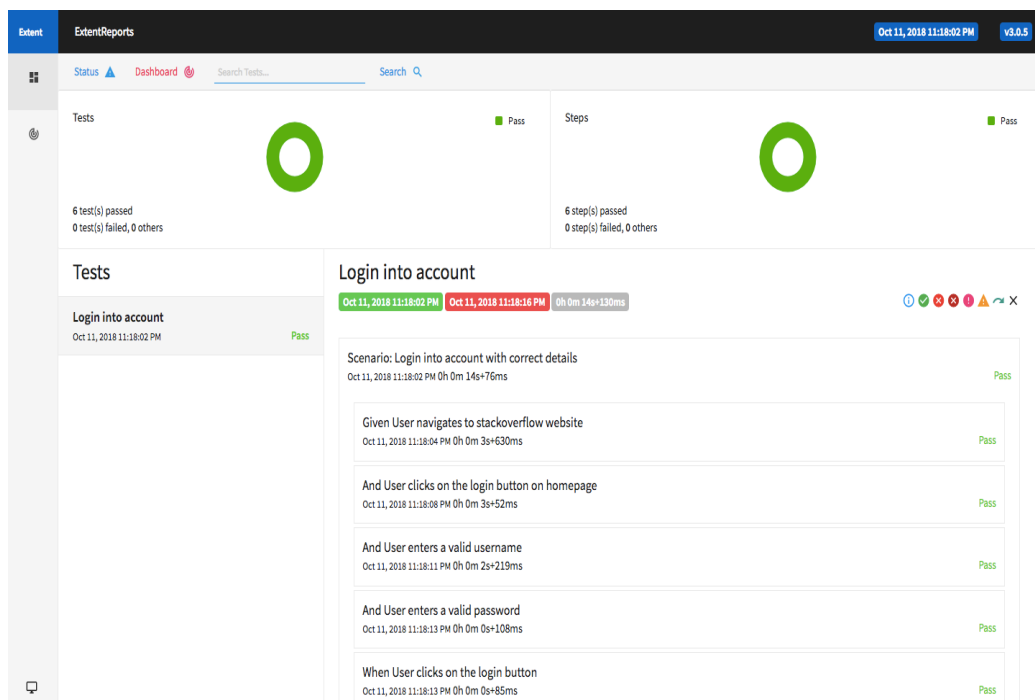 Extent
ExtentReports
Oct 11, 2018 11:18:02 PM
v3.0.5
Status
Dashboard
Search Tests...
Search
Tests
Pass
6 test(s) passed
0 test(s) failed, 0 others
Steps
Pass
6 step(s) passed
0 step(s) failed, 0 others
Tests
Login into account
Oct 11, 2018 11:18:02 PM
Pass
Login into account
Oct 11, 2018 11:18:02 PM Oct 11, 2018 11:18:16 PM 0h 0m 14s+130ms
Scenario: Login into account with correct details
Oct 11, 2018 11:18:02 PM 0h 0m 14s+76ms
Pass
Given User navigates to stackoverflow website
Oct 11, 2018 11:18:04 PM 0h 0m 3s+630ms
Pass
And User clicks on the login button on homepage
Oct 11, 2018 11:18:08 PM 0h 0m 3s+52ms
Pass
And User enters a valid username
Oct 11, 2018 11:18:11 PM 0h 0m 2s+219ms
Pass
And User enters a valid password
Oct 11, 2018 11:18:13 PM 0h 0m 0s+108ms
Pass
When User clicks on the login button
Oct 11, 2018 11:18:13 PM 0h 0m 0s+85ms
Pass